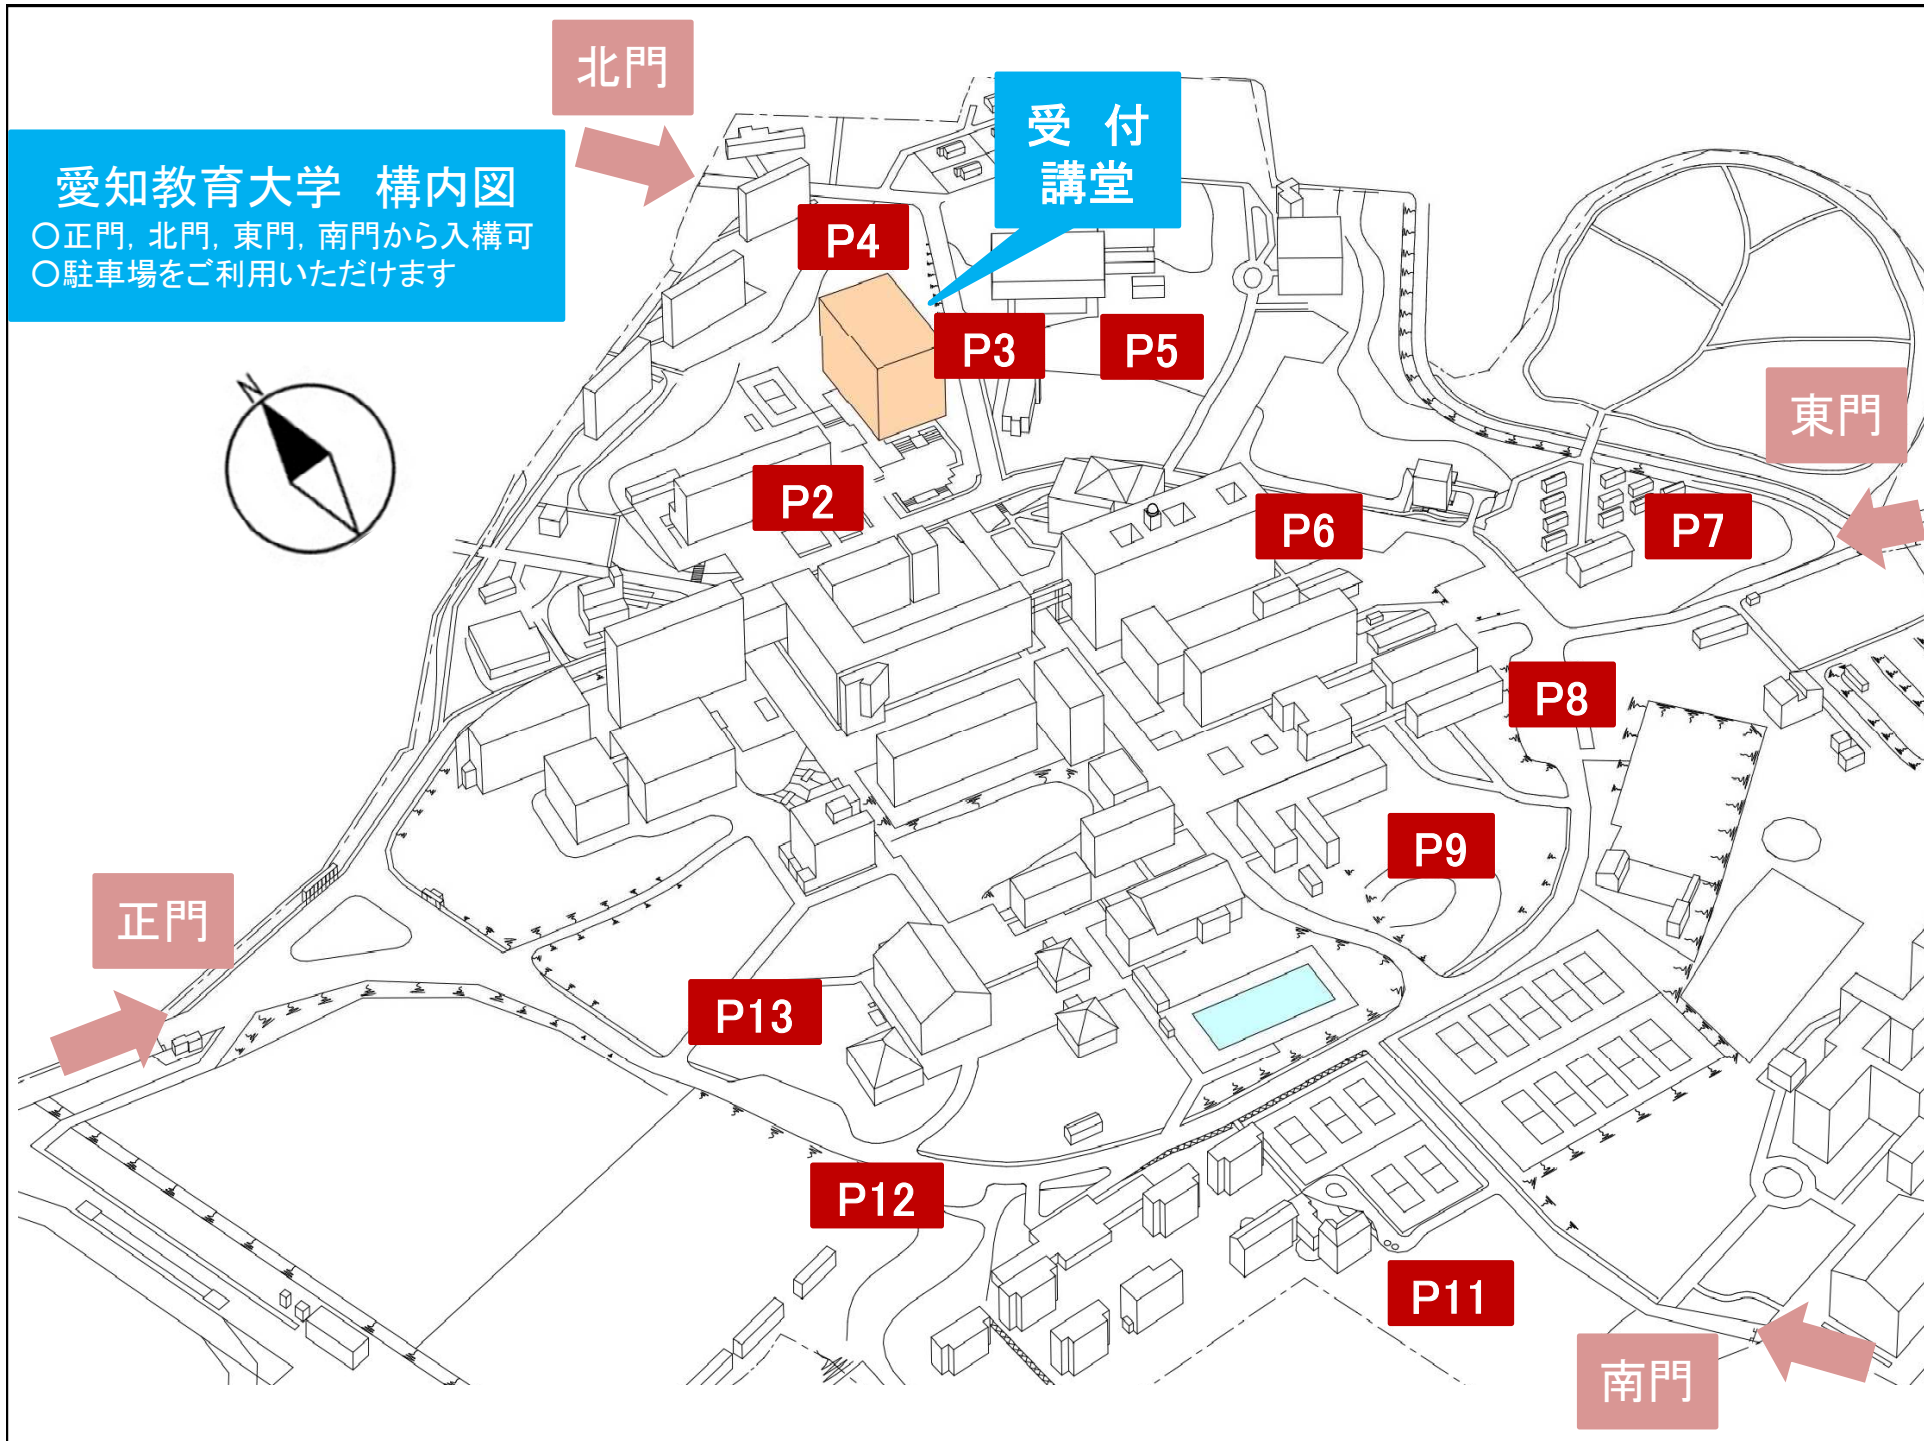 北門
受　付
講堂
愛知教育大学　構内図
○正門, 北門, 東門, 南門から入構可
○駐車場をご利用いただけます
P4
P3
P5
N
東門
P2
P6
P7
P8
P9
正門
P13
P12
P11
南門